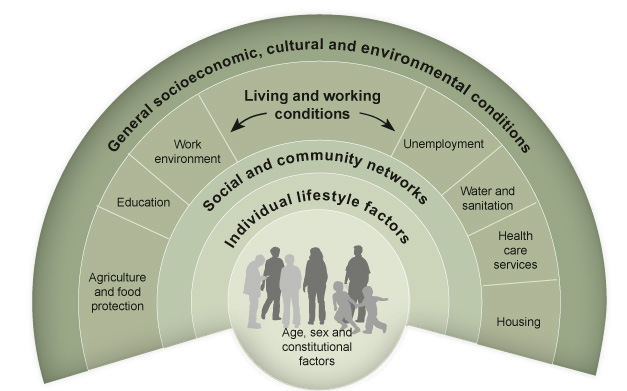 General socioeconomic, cultural and environmental conditions
Living and working
conditions
Work
environment
Unemployment
Education
Water and
sanitation
Agriculture
and food
protection
Health
care
services
Housing
Social and community networks
Individual lifestyle factors
Age, sex and
constitutional
factors